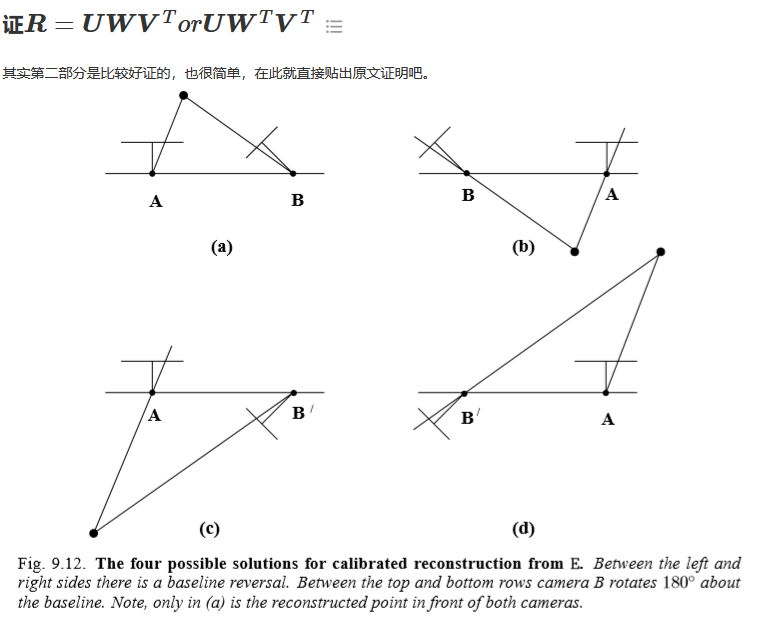 证R = UWV^T or UW^T V^T
其实第二部分是比较好证的，也很简单，在此就直接贴出原文证明吧。
A B B A
(a) (b)
A B / B / A
(c) (d)
Fig. 9.12. The four possible solutions for calibrated reconstruction from E. Between the left and
right sides there is a baseline reversal. Between the top and bottom rows camera B rotates 180° about
the baseline. Note, only in (a) is the reconstructed point in front of both cameras.